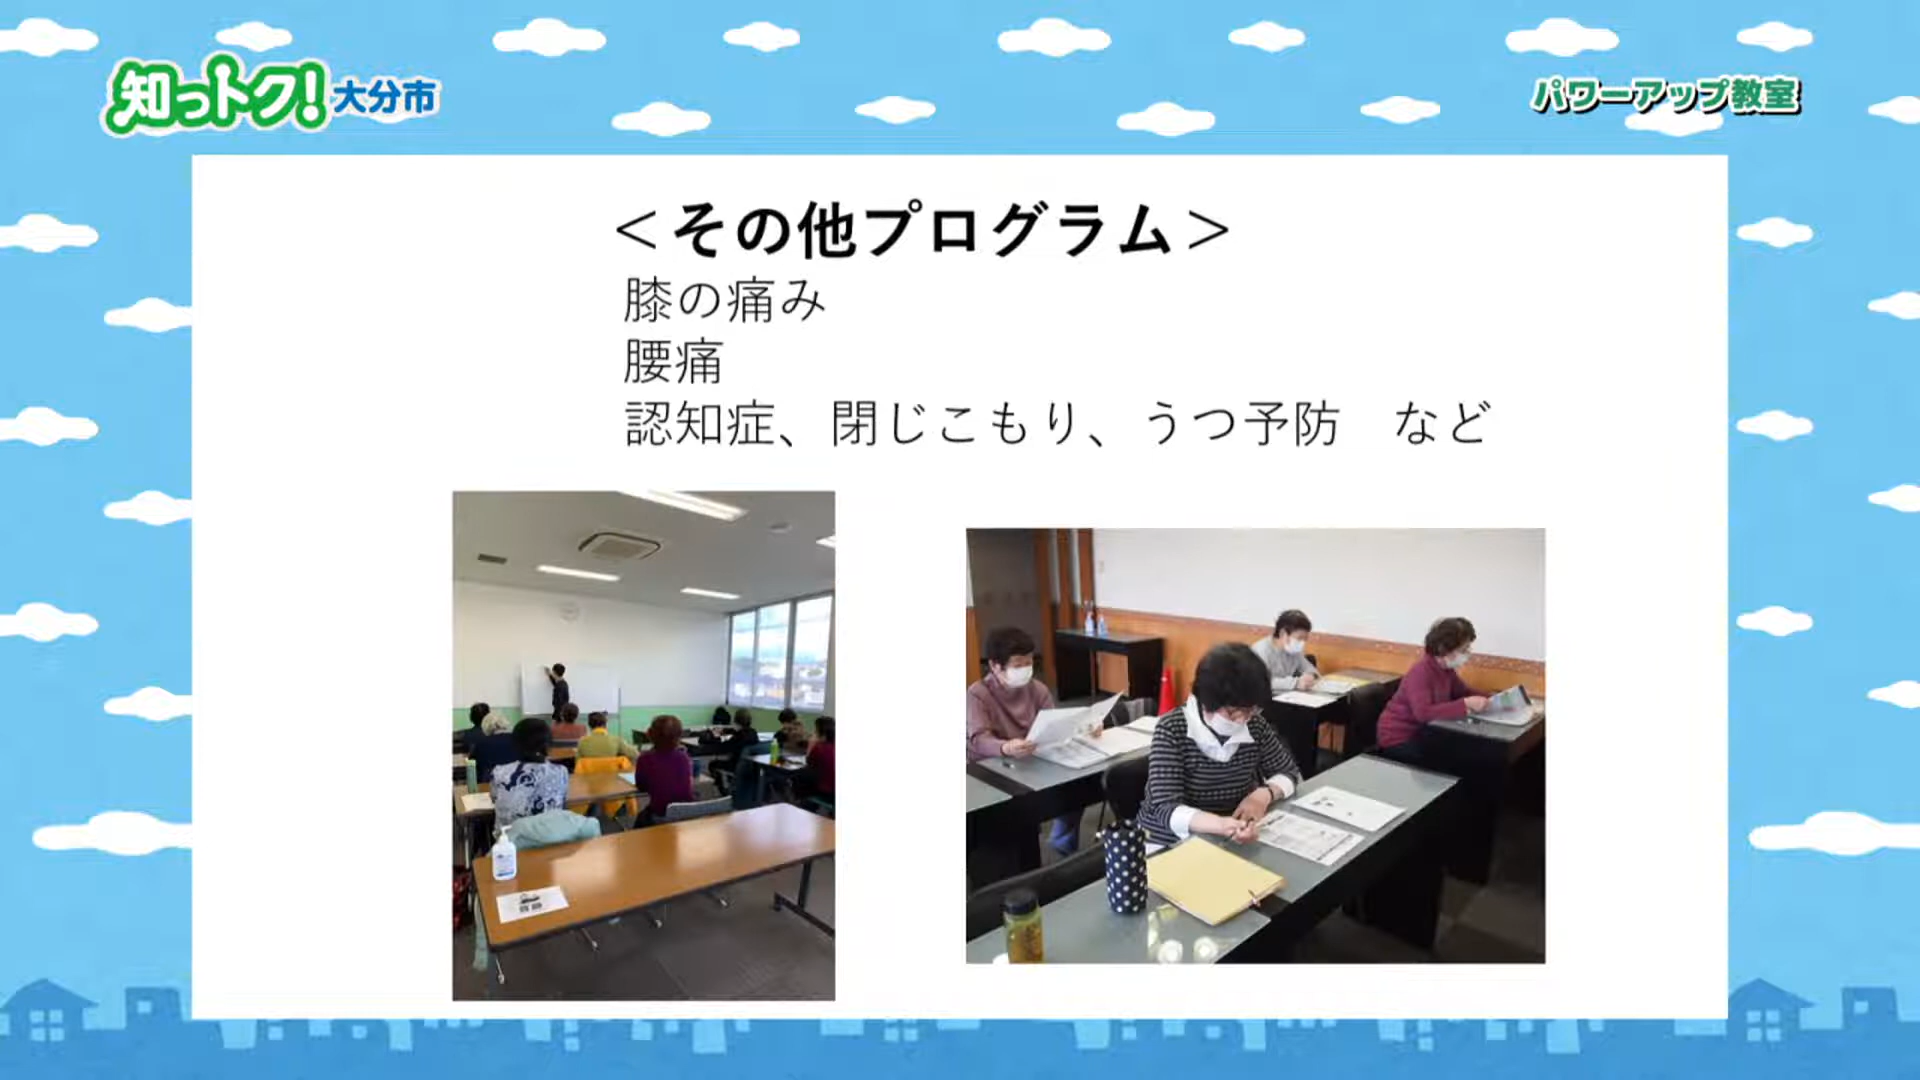 知っトク!大分市
パワーアップ教室
＜その他プログラム＞
膝の痛み
腰痛
認知症、閉じこもり、うつ予防　など